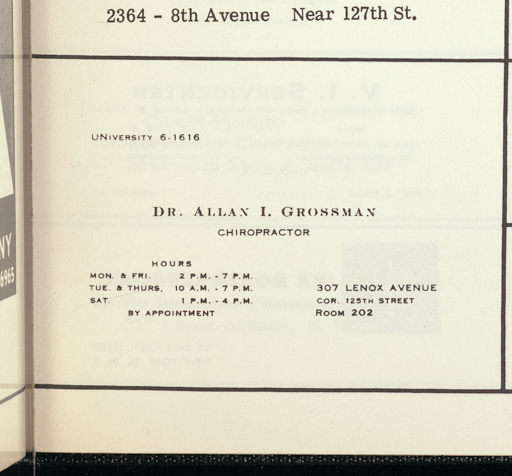 2364 - 8th Avenue Near 127th St.
UNiversity 6-1616
Dr. Allan I. Grossman
CHIROPRACTOR
HOURS
MON. & FRI. 2 P.M. - 7 P.M.
TUE. & THURS, 10 A.M. - 7 P.M.
SAT. 1 P.M. - 4 P.M.
BY APPOINTMENT
307 LENOX AVENUE
COR. 125TH STREET
ROOM 202
NY
6965